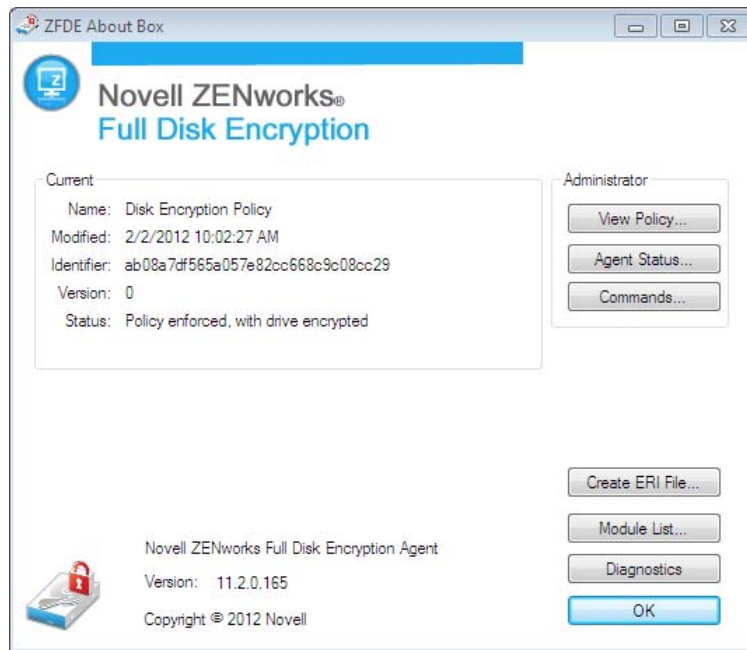 ZFDE About Box
Z
Novell ZENworks®
Full Disk Encryption
Current
Name: Disk Encryption Policy
Modified: 2/2/2012 10:02:27 AM
Identifier: ab08a7df565a057e82cc668c9c08cc29
Version: 0
Status: Policy enforced, with drive encrypted
Administrator
View Policy...
Agent Status...
Commands...
Create ERI File...
Module List...
Diagnostics
OK
Novell ZENworks Full Disk Encryption Agent
Version: 11.2.0.165
Copyright © 2012 Novell